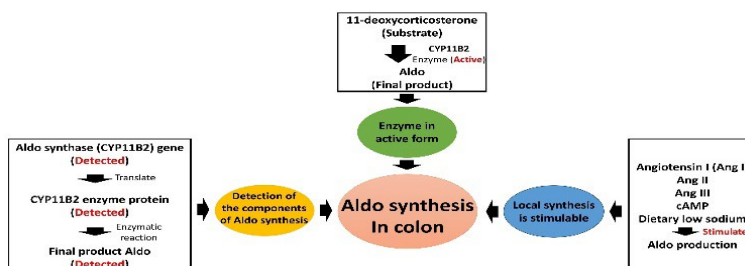 11-deoxycorticosterone
(Substrate)
CYP11B2
Enzyme (Active)
Aldo
(Final product)
Enzyme in
active form
Aldo synthase (CYP11B2) gene
(Detected)
Translate
CYP11B2 enzyme protein
(Detected)
Enzymatic
reaction
Final product Aldo
(Detected)
Detection of
the components
of Aldo synthesis
Aldo synthesis
In colon
Local synthesis
is stimulable
Angiotensin I (Ang I
Ang II
Ang III
cAMP
Dietary low sodium
Stimulate
Aldo production